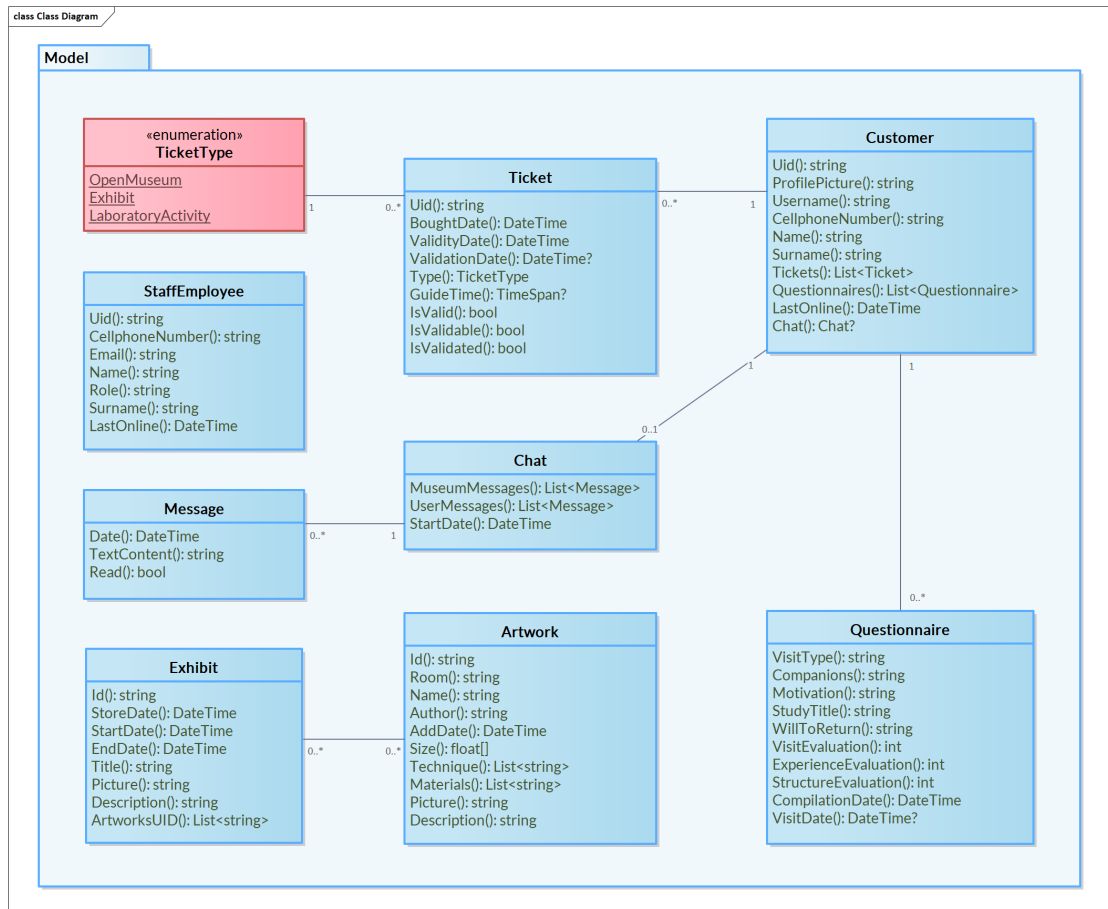 class Class Diagram
Model
«enumeration»
TicketType
OpenMuseum
Exhibit
LaboratoryActivity
1
0..*
Ticket
Uid(): string
BoughtDate(): DateTime
ValidityDate(): DateTime
ValidationDate(): DateTime?
Type(): TicketType
GuideTime(): TimeSpan?
IsValid(): bool
IsValidable(): bool
IsValidated(): bool
0..*
1
Customer
Uid(): string
ProfilePicture(): string
Username(): string
CellphoneNumber(): string
Name(): string
Surname(): string
Tickets(): List<Ticket>
Questionnaires(): List<Questionnaire>
LastOnline(): DateTime
Chat(): Chat?
StaffEmployee
Uid(): string
CellphoneNumber(): string
Email(): string
Name(): string
Role(): string
Surname(): string
LastOnline(): DateTime
1
0..1
1
Chat
MuseumMessages(): List<Message>
UserMessages(): List<Message>
StartDate(): DateTime
Message
Date(): DateTime
TextContent(): string
Read(): bool
0..*
1
0..*
Exhibit
Id(): string
StoreDate(): DateTime
StartDate(): DateTime
EndDate(): DateTime
Title(): string
Picture(): string
Description(): string
ArtworksUID(): List<string>
0..*
0..*
Artwork
Id(): string
Room(): string
Name(): string
Author(): string
AddDate(): DateTime
Size(): float[]
Technique(): List<string>
Materials(): List<string>
Picture(): string
Description(): string
Questionnaire
VisitType(): string
Companions(): string
Motivation(): string
StudyTitle(): string
WillToReturn(): string
VisitEvaluation(): int
ExperienceEvaluation(): int
StructureEvaluation(): int
CompilationDate(): DateTime
VisitDate(): DateTime?